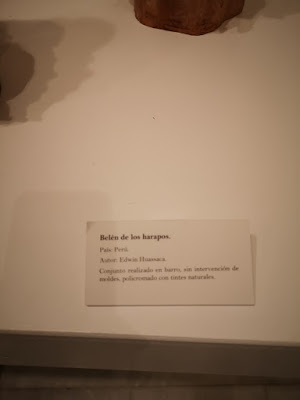 Belén de los harapos.
País: Perú.
Autor: Edwin Huassaca.
Conjunto realizado en barro, sin intervención de
moldes, policromado con tintes naturales.